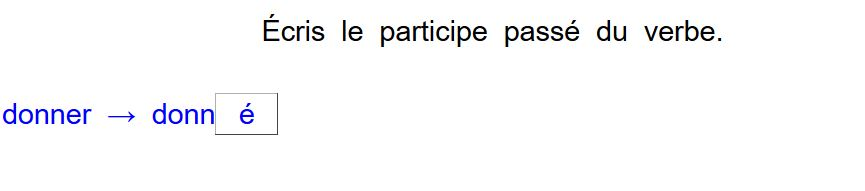 Écris le participe passé du verbe.
donner → donné